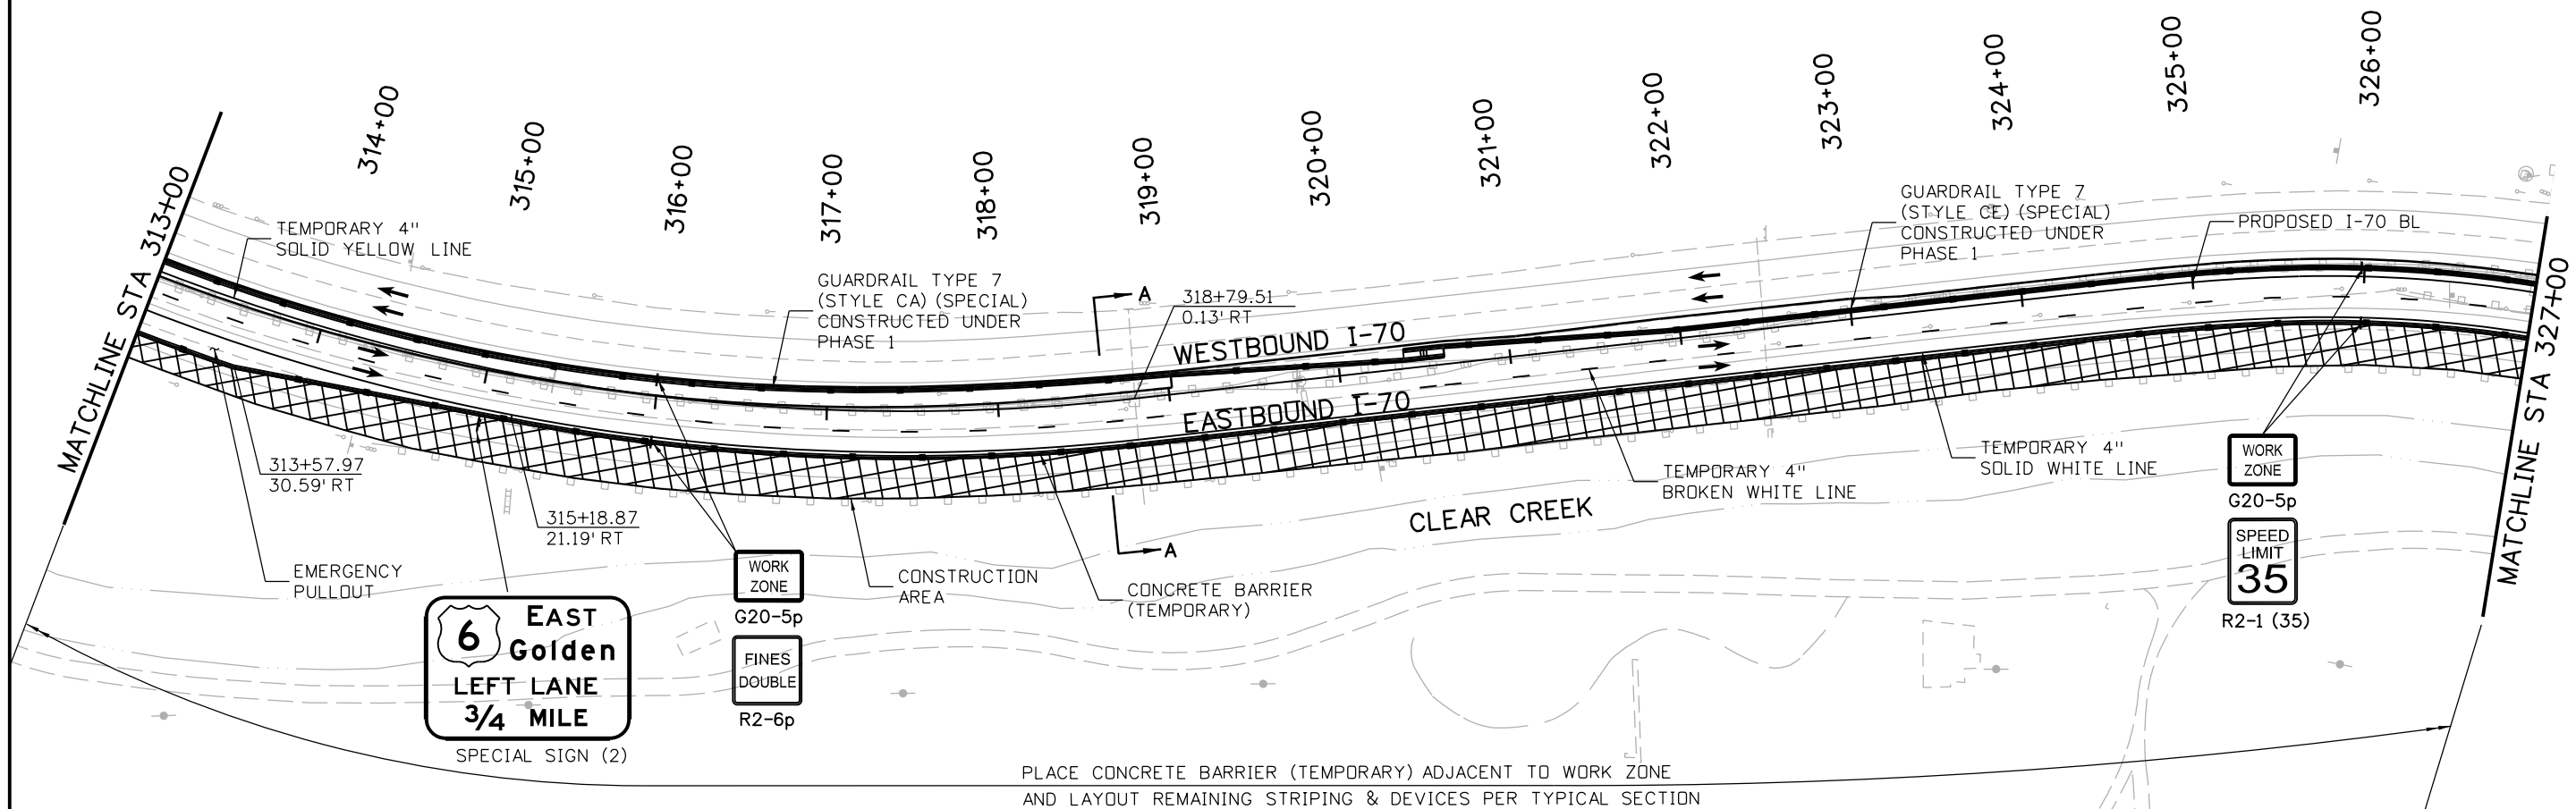 MATCHLINE STA 313+00
314+00
315+00
316+00
317+00
318+00
319+00
320+00
321+00
322+00
323+00
324+00
325+00
326+00
MATCHLINE STA 327+00
TEMPORARY 4"
SOLID YELLOW LINE
GUARDRAIL TYPE 7
(STYLE CA) (SPECIAL)
CONSTRUCTED UNDER
PHASE 1
A
318+79.51
0.13' RT
WESTBOUND I-70
EASTBOUND I-70
GUARDRAIL TYPE 7
(STYLE CE) (SPECIAL)
CONSTRUCTED UNDER
PHASE 1
PROPOSED I-70 BL
313+57.97
30.59' RT
315+18.87
21.19' RT
EMERGENCY
PULLOUT
6 EAST
Golden
LEFT LANE
3/4 MILE
SPECIAL SIGN (2)
WORK
ZONE
G20-5p
FINES
DOUBLE
R2-6p
CONSTRUCTION
AREA
CONCRETE BARRIER
(TEMPORARY)
A
CLEAR CREEK
TEMPORARY 4"
BROKEN WHITE LINE
TEMPORARY 4"
SOLID WHITE LINE
WORK
ZONE
G20-5p
SPEED
LIMIT
35
R2-1 (35)
PLACE CONCRETE BARRIER (TEMPORARY) ADJACENT TO WORK ZONE
AND LAYOUT REMAINING STRIPING & DEVICES PER TYPICAL SECTION